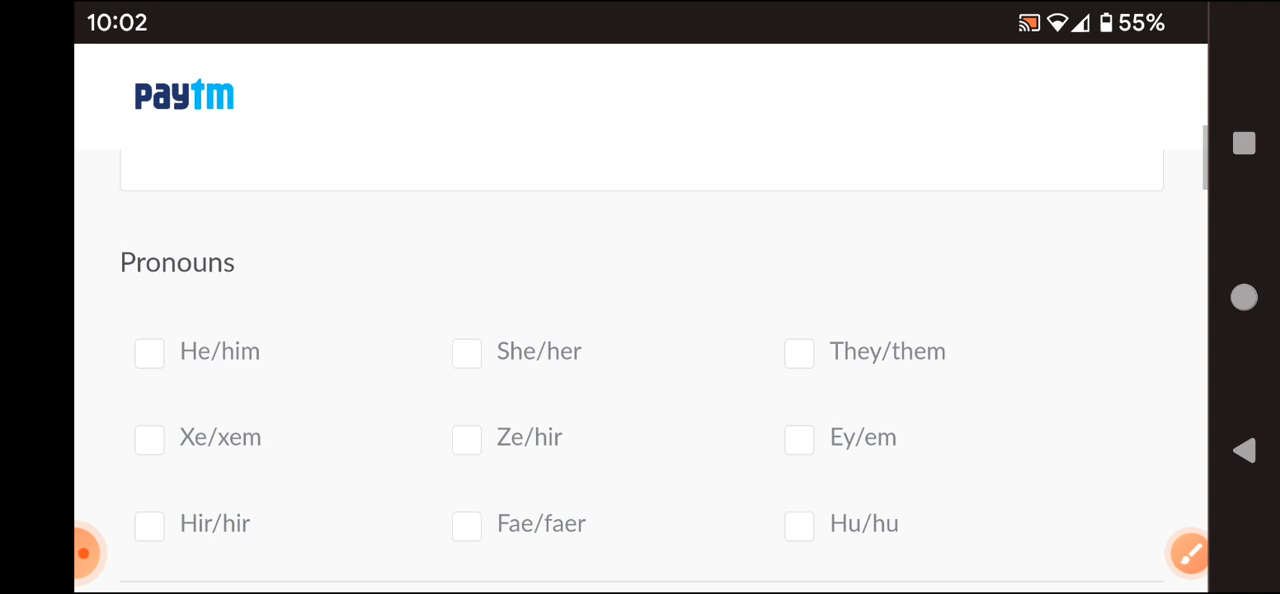 10:02 55%
paytm
Pronouns
He/him She/her They/them
Xe/xem Ze/hir Ey/em
Hir/hir Fae/faer Hu/hu